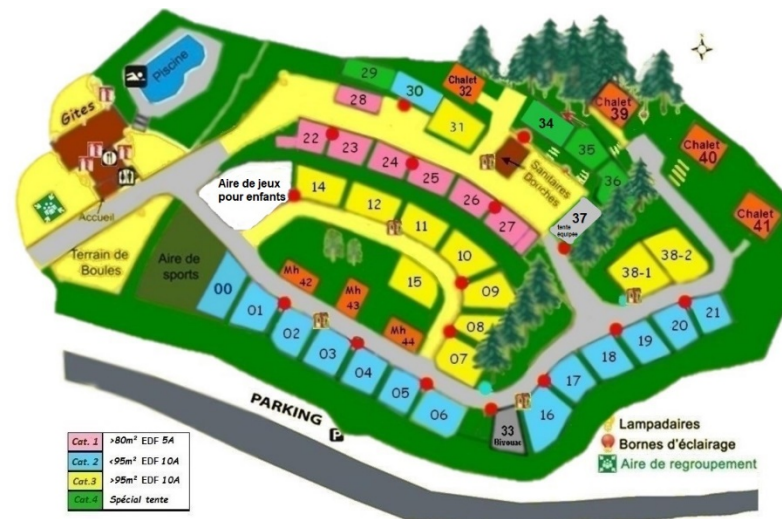 29
30
Chalet
32
28
31
Piscine
Gites
Accueil
Terrain de
Boules
Aire de
sports
Aire de jeux
pour enfants
22
23
24
25
26
27
Sanitaires
Douches
34
35
36
37
tente
équipée
Chalet
39
Chalet
40
Chalet
41
14
12
11
10
09
08
07
15
Mh
42
Mh
43
Mh
44
38-1
38-2
00
01
02
03
04
05
06
33
Bivouac
16
17
18
19
20
21
PARKING
P
Cat. 1 >80m² EDF 5A
Cat. 2 <95m² EDF 10A
Cat.3 >95m² EDF 10A
Cat.4 Spécial tente
Lampadaires
Bornes d'éclairage
Aire de regroupement